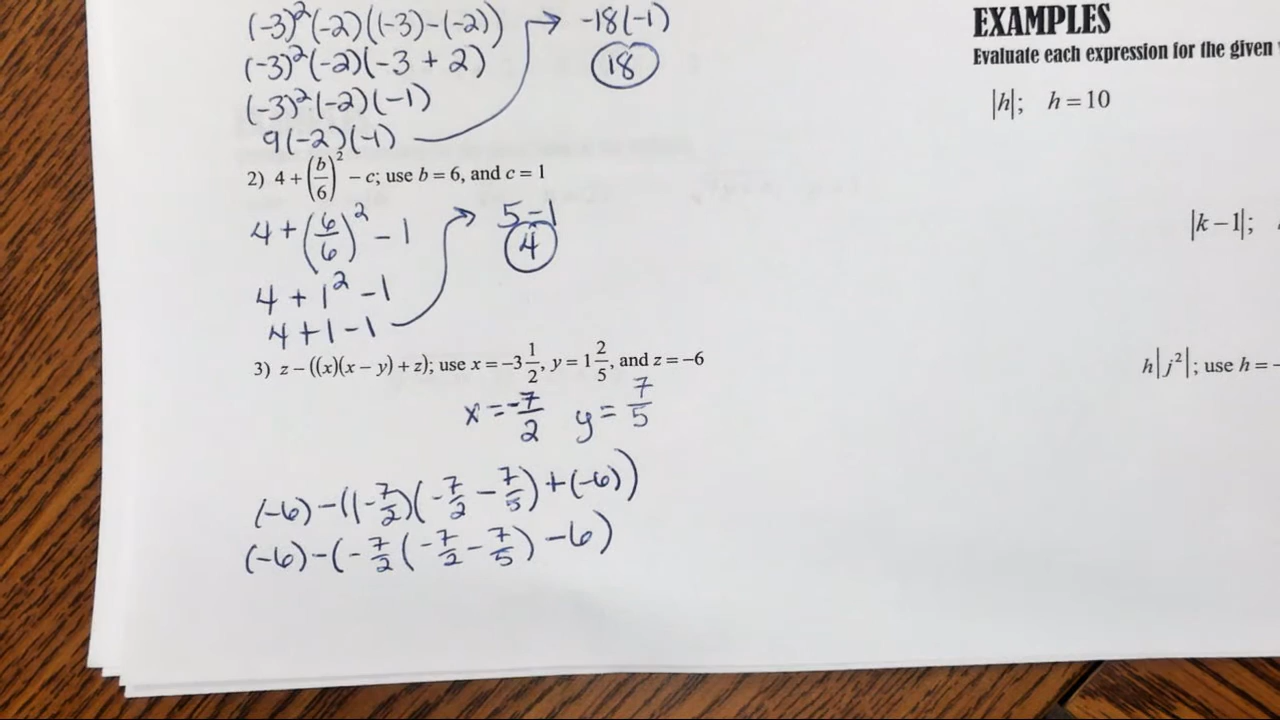 (-3)²(-2)((-3)-(-2))
(-3)²(-2)(-3 + 2)
(-3)²(-2)(-1)
9(-2)(-1)
-18(-1)
18
2) 4 + (b/6)² - c; use b = 6, and c = 1
4 + (6/6)² - 1
4 + 1² - 1
4 + 1 - 1
5 - 1
4
3) z - ((x)(x - y) + z); use x = -3 1/2, y = 1 2/5, and z = -6
x = -7/2 y = 7/5
(-6) - ((-7/2)(-7/2 - 7/5) + (-6))
(-6) - (-7/2 (-7/2 - 7/5) - 6)
EXAMPLES
Evaluate each expression for the given
|h|; h = 10
|k - 1|;
h|j²|; use h = -